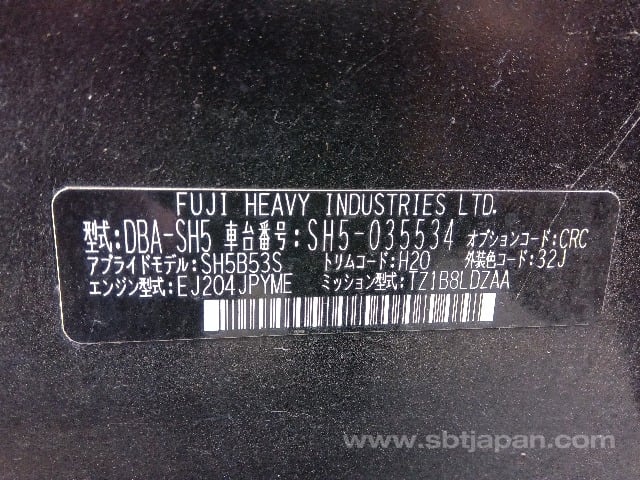 FUJI HEAVY INDUSTRIES LTD.
型式:DBA-SH5 車台番号:SH5-035534 オプションコード:CRC
アプライドモデル:SH5B53S トリムコード:H20 外装色コード:32J
エンジン型式:EJ204JPYME ミッション型式:TZ1B8LDZAA
www.sbtjapan.com